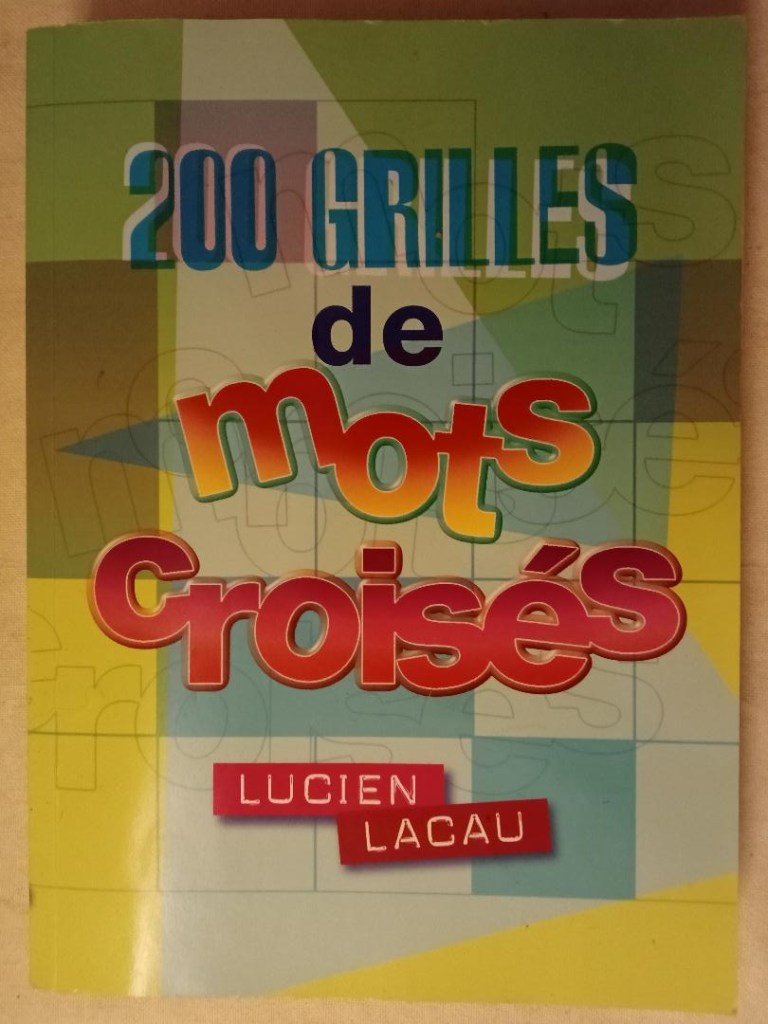 200 GRILLES
de
mots
croisés
LUCIEN
LACAU